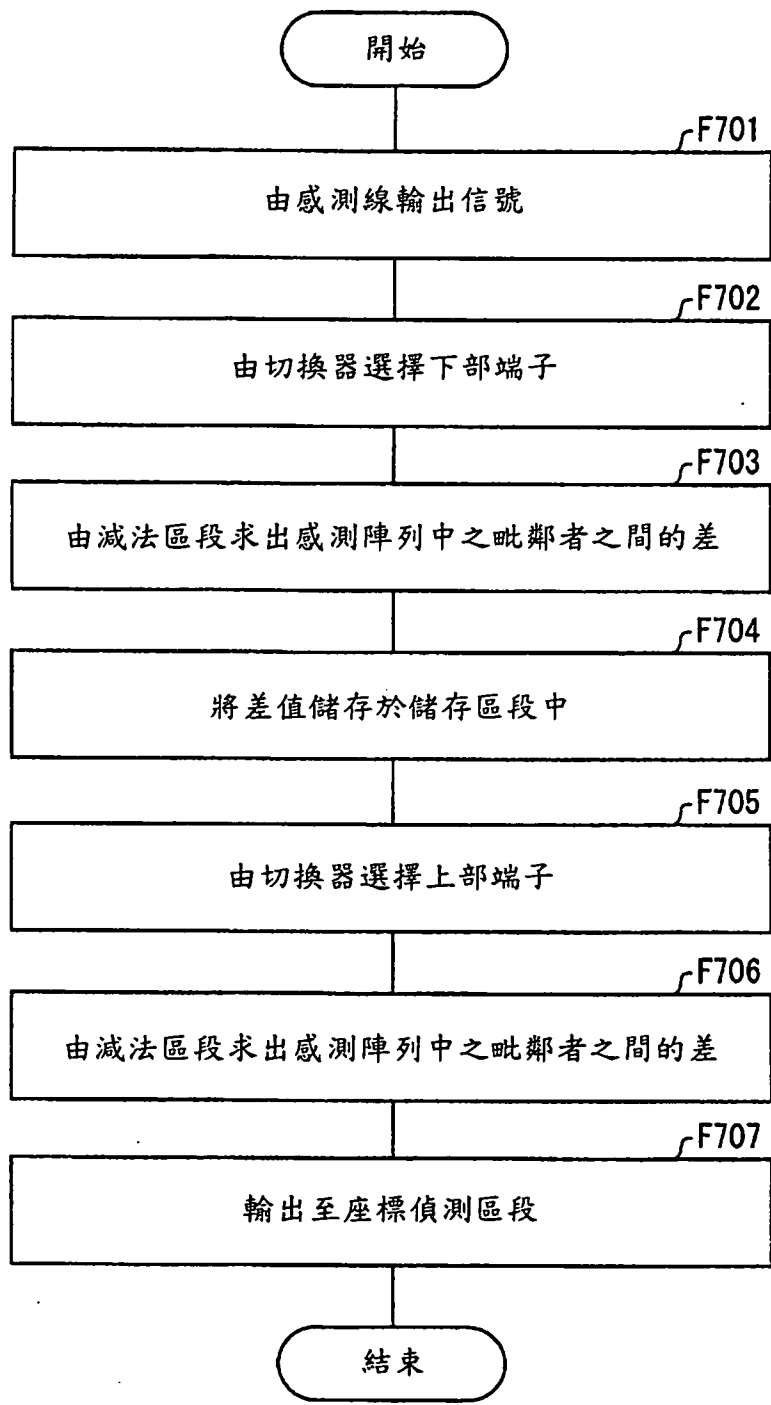 開始
F701
由感測線輸出信號
F702
由切換器選擇下部端子
F703
由減法區段求出感測陣列中之毗鄰者之間的差
F704
將差值儲存於儲存區段中
F705
由切換器選擇上部端子
F706
由減法區段求出感測陣列中之毗鄰者之間的差
F707
輸出至座標偵測區段
結束